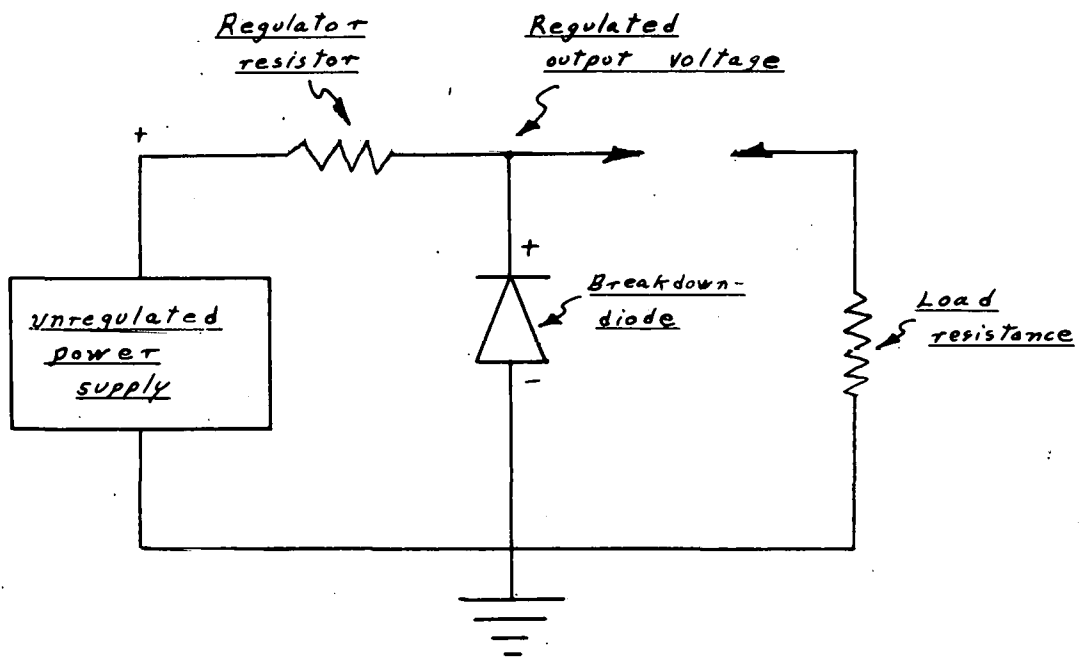 Regulator
resistor
Regulated
output voltage
+
+
Breakdown-
diode
-
unregulated
power
supply
Load
resistance